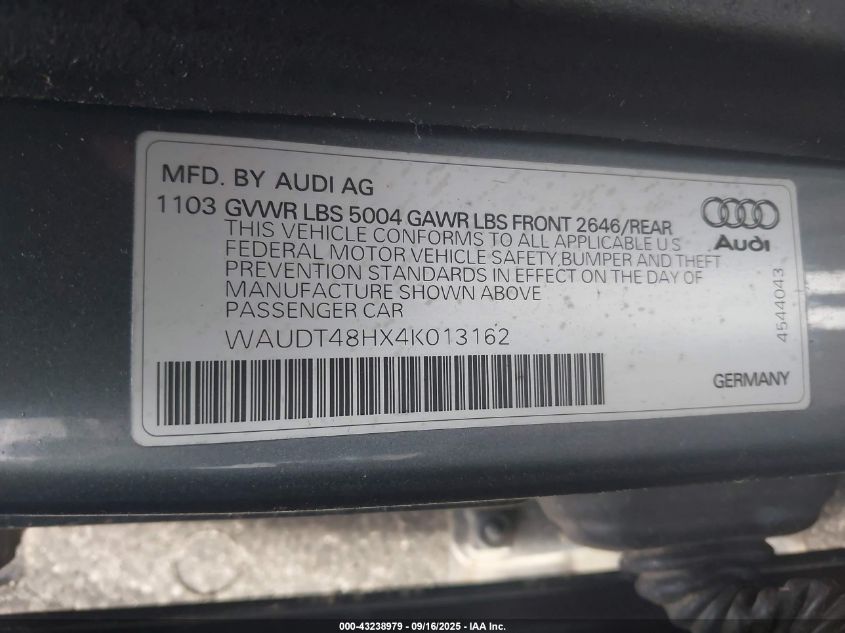 MFD. BY AUDI AG
1103 GVWR LBS 5004 GAWR LBS FRONT 2646/REAR
THIS VEHICLE CONFORMS TO ALL APPLICABLE U S
FEDERAL MOTOR VEHICLE SAFETY,BUMPER AND THEFT
PREVENTION STANDARDS IN EFFECT ON THE DAY OF
MANUFACTURE SHOWN ABOVE
PASSENGER CAR
WAUDT48HX4K013162
Audi
4544043
GERMANY
000-43238979 - 09/16/2025 - IAA Inc.